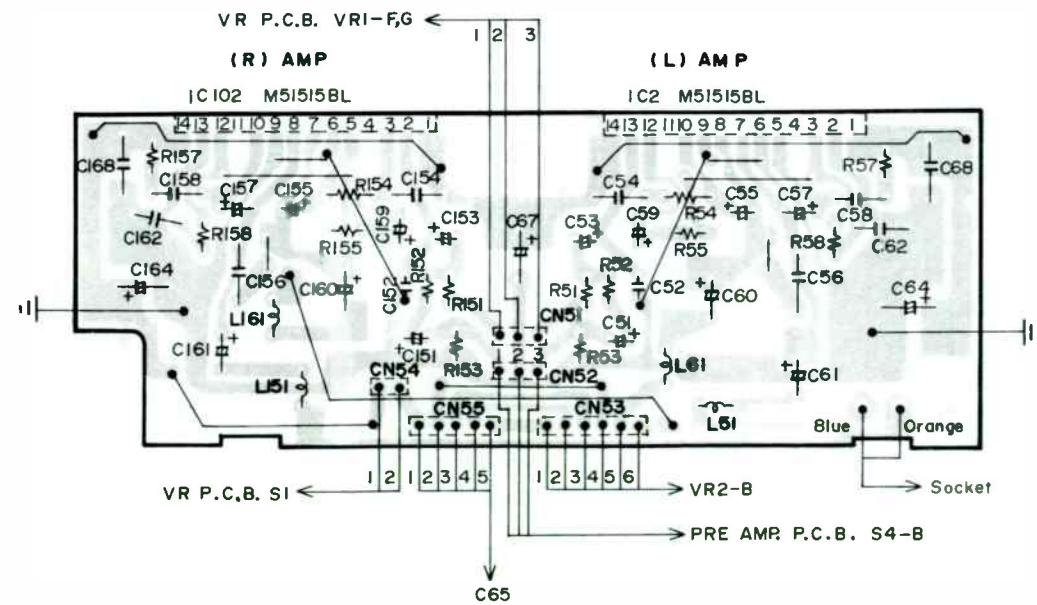 VR P.C.B. VR1-F,G
1 2 3
(R) AMP
(L) AMP
IC102 M51515BL
IC2 M51515BL
14 13 12 11 10 9 8 7 6 5 4 3 2 1
14 13 12 11 10 9 8 7 6 5 4 3 2 1
C168
R157
C158
C157
C155
R154
C154
C54
R54
C55
C57
R57
C68
C58
C162
R158
R155
C159
C153
C67
C53
C59
R55
R58
C62
C164
C156
C160
C152
R152
R151
R51
R52
C52
C60
C56
C64
L161
CN51
C161
C151
R153
1 2 3
C51
R53
L61
C61
L151
CN54
CN52
CN55
CN53
L51
Blue
Orange
1 2
1 2 3 4 5
1 2 3 4 5 6
VR P.C.B. S1
VR2-B
Socket
PRE AMP. P.C.B. S4-B
C65